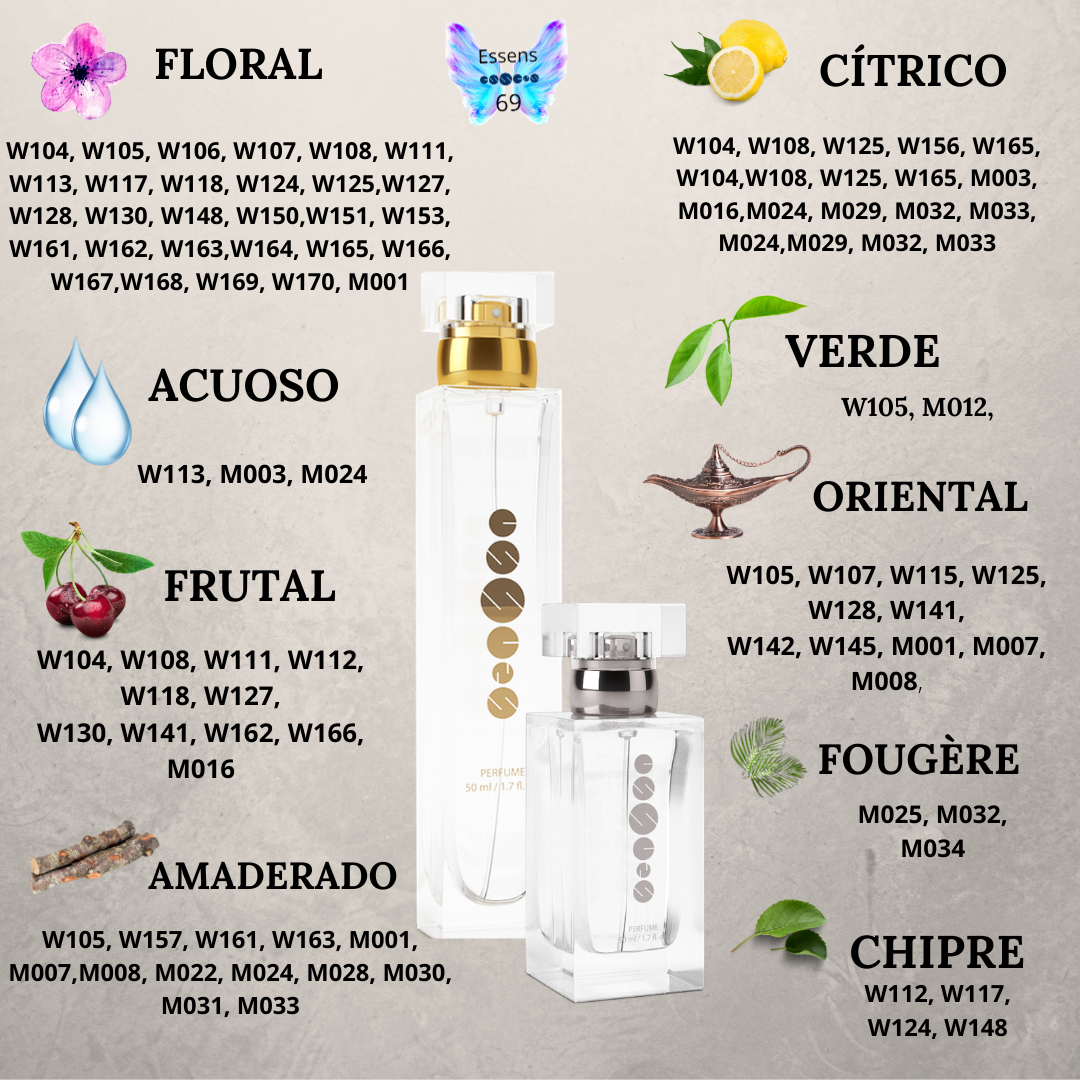 FLORAL
W104, W105, W106, W107, W108, W111,
W113, W117, W118, W124, W125,W127,
W128, W130, W148, W150,W151, W153,
W161, W162, W163,W164, W165, W166,
W167,W168, W169, W170, M001
Essens
essens
69
CÍTRICO
W104, W108, W125, W156, W165,
W104,W108, W125, W165, M003,
M016,M024, M029, M032, M033,
M024,M029, M032, M033
ACUOSO
W113, M003, M024
VERDE
W105, M012,
ORIENTAL
W105, W107, W115, W125,
W128, W141,
W142, W145, M001, M007,
M008,
FRUTAL
W104, W108, W111, W112,
W118, W127,
W130, W141, W162, W166,
M016
essens
PERFUME
50 ml / 1.7 fl.
essens
PERFUME
50 ml / 1.7 fl.
FOUGÈRE
M025, M032,
M034
AMADERADO
W105, W157, W161, W163, M001,
M007,M008, M022, M024, M028, M030,
M031, M033
CHIPRE
W112, W117,
W124, W148